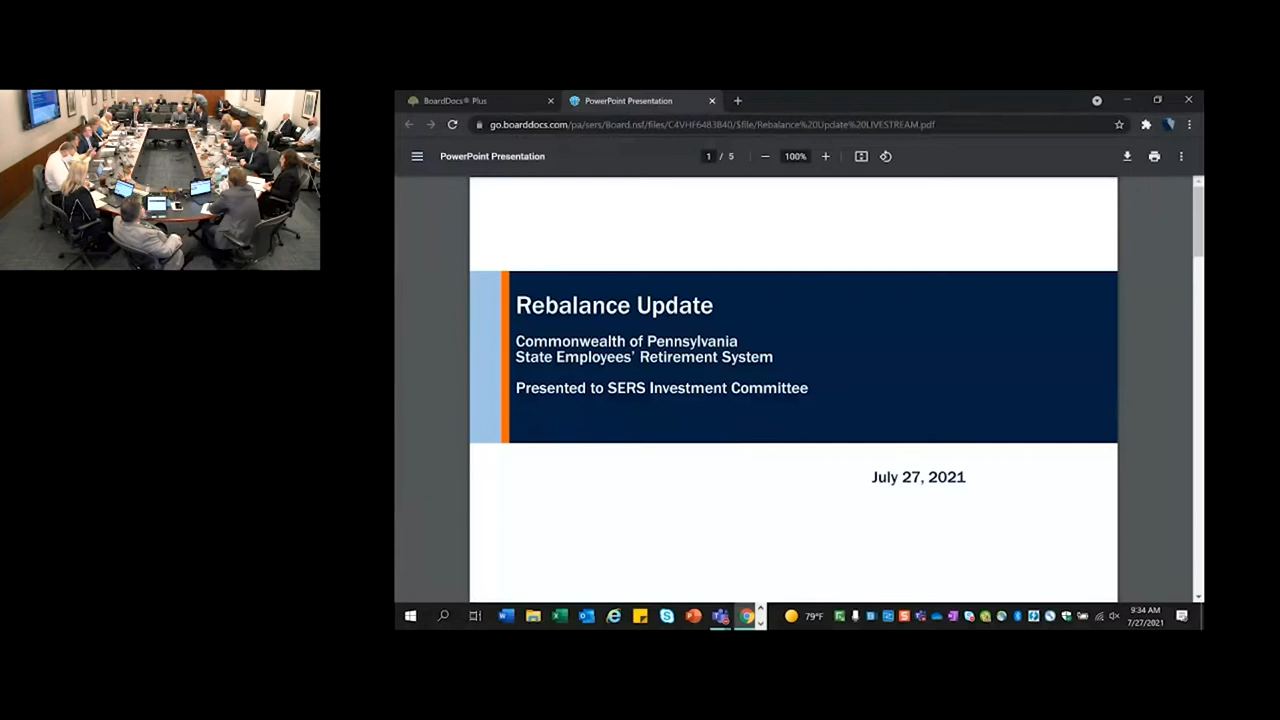 BoardDocs® Plus
PowerPoint Presentation
go.boarddocs.com/pa/sers/Board.nsf/files/C4VHF6483B40/$file/Rebalance%20Update%20LIVESTREAM.pdf
PowerPoint Presentation
1 / 5
100%
Rebalance Update
Commonwealth of Pennsylvania
State Employees’ Retirement System
Presented to SERS Investment Committee
July 27, 2021
79°F
9:34 AM
7/27/2021